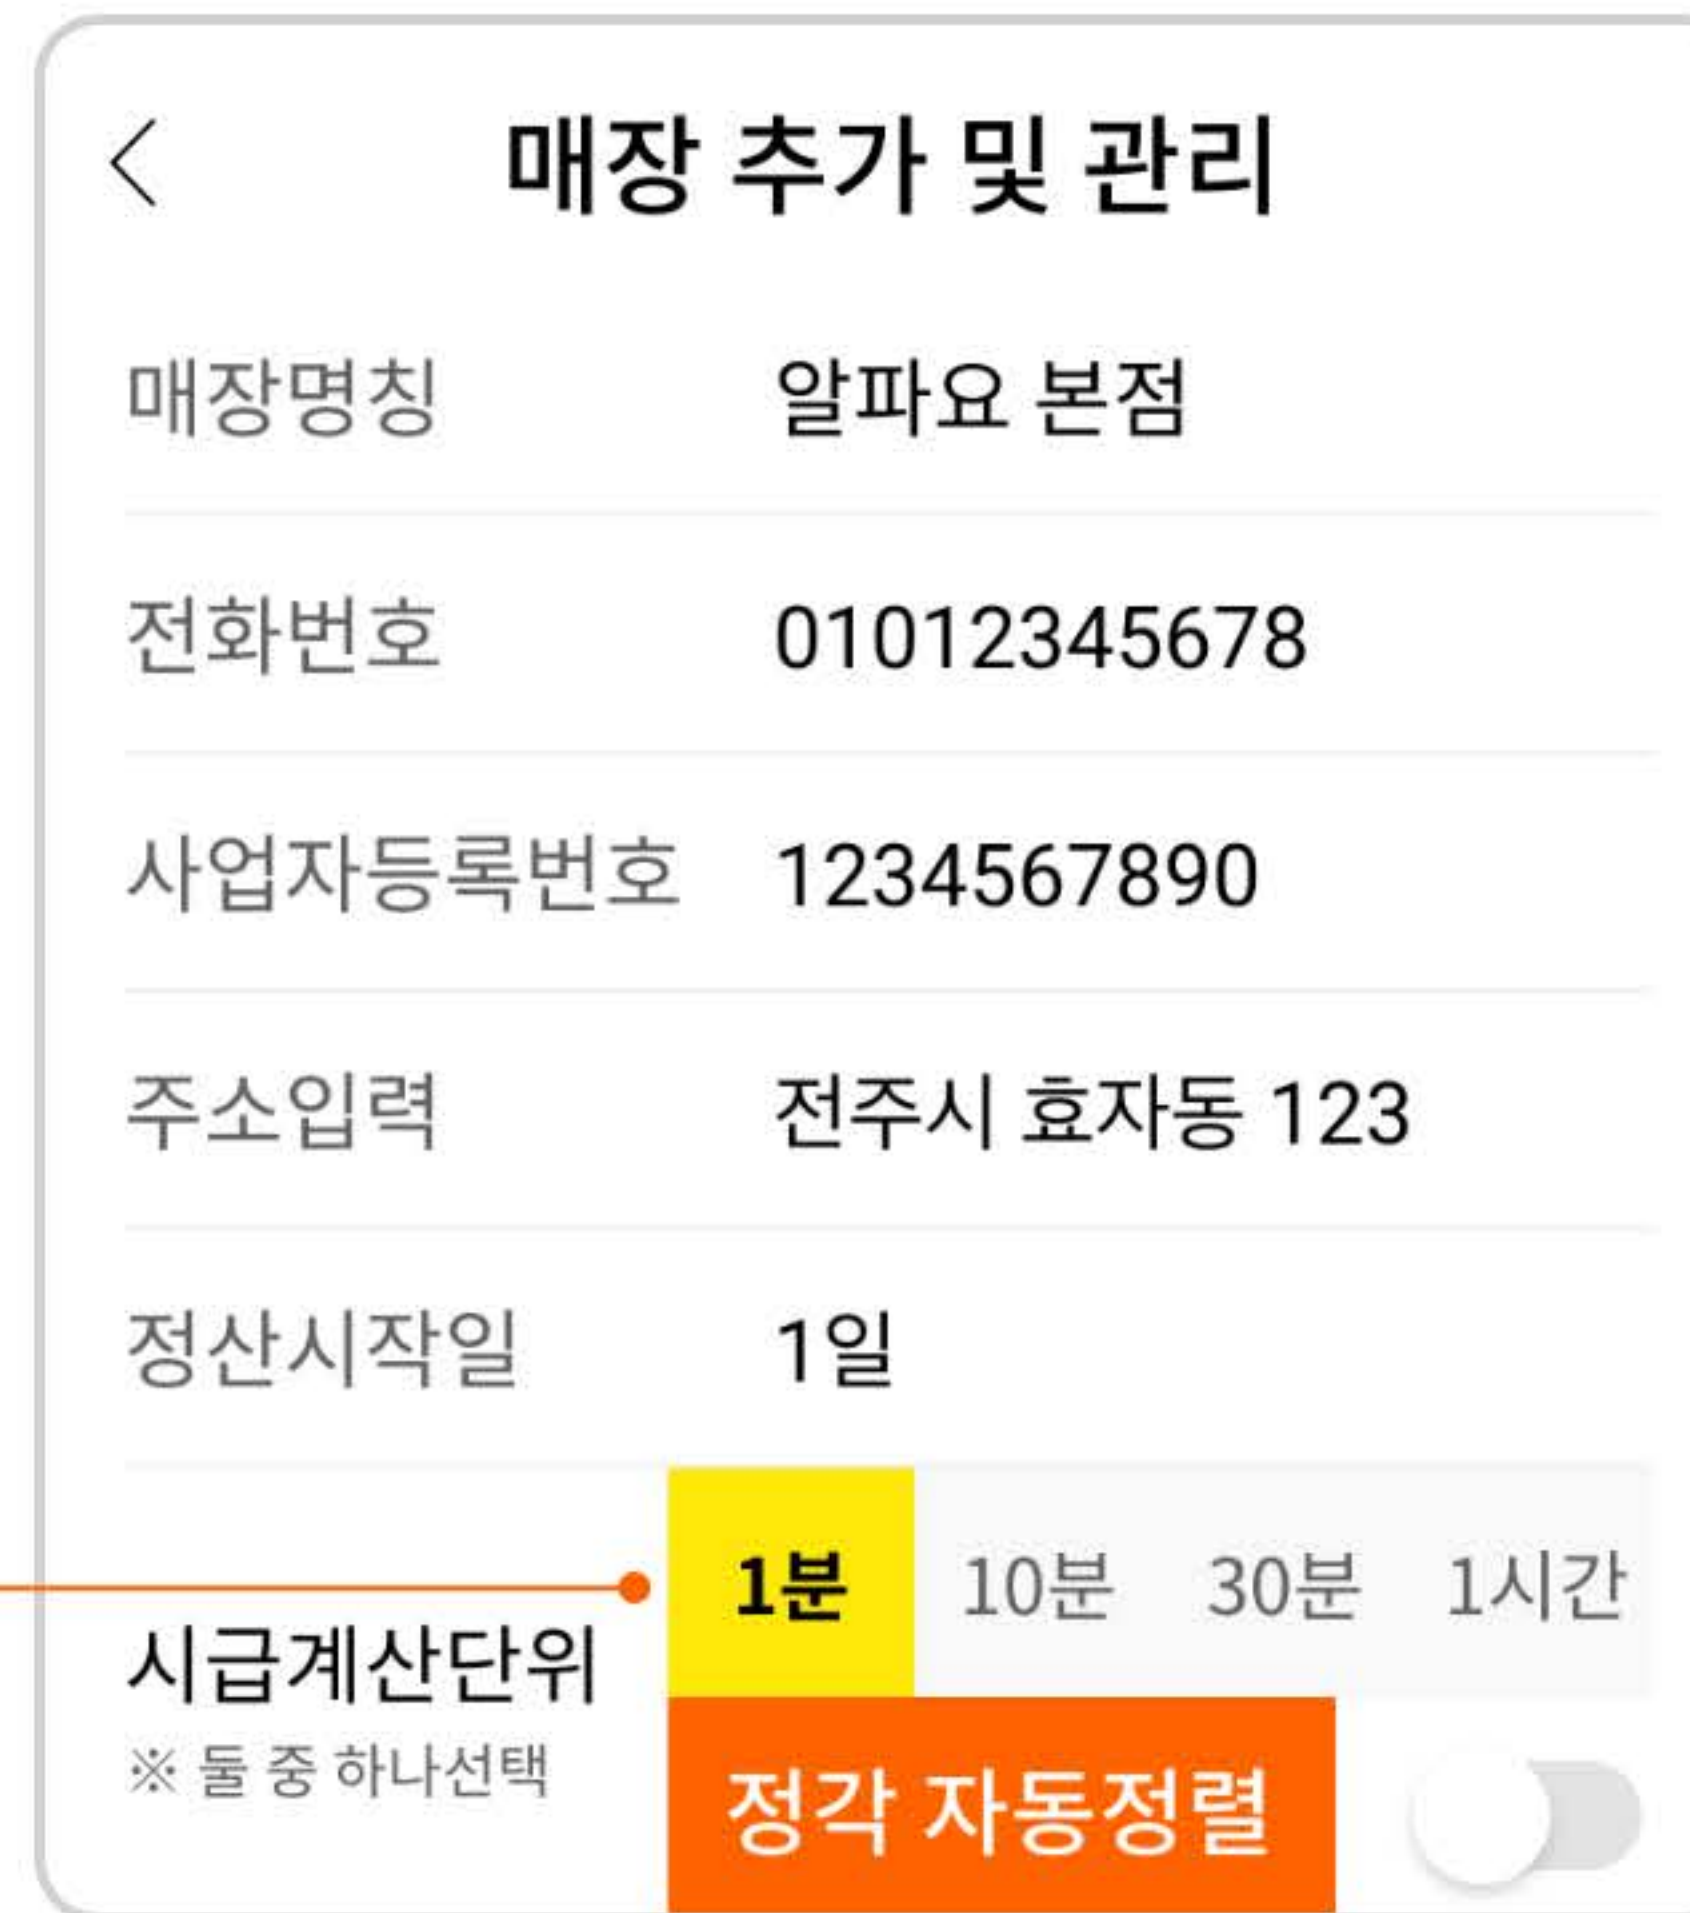 매장 추가 및 관리
매장명칭 알파요 본점
전화번호 01012345678
사업자등록번호 1234567890
주소입력 전주시 효자동 123
정산시작일 1일
1분 10분 30분 1시간
시급계산단위
※ 둘 중 하나선택
정각 자동정렬